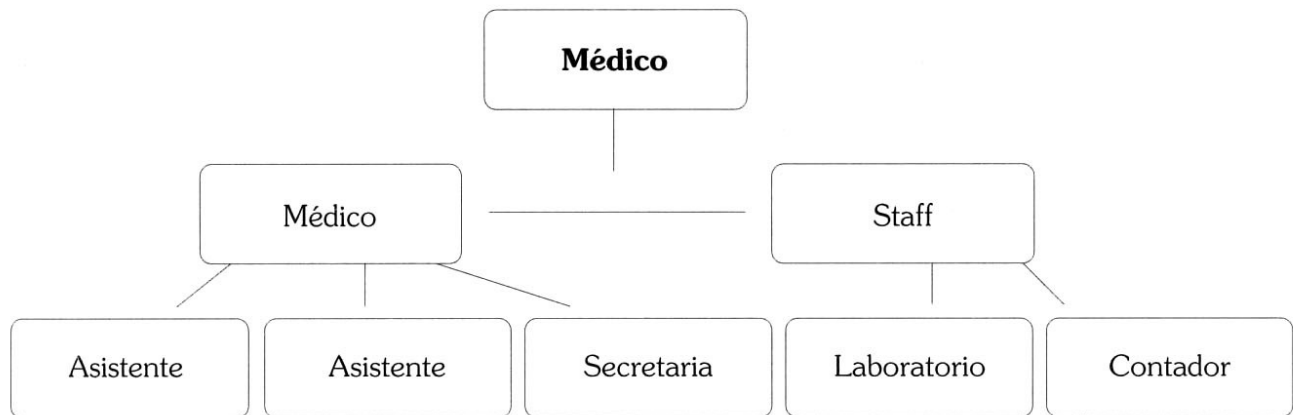 Médico
Médico
Staff
Asistente
Asistente
Secretaria
Laboratorio
Contador